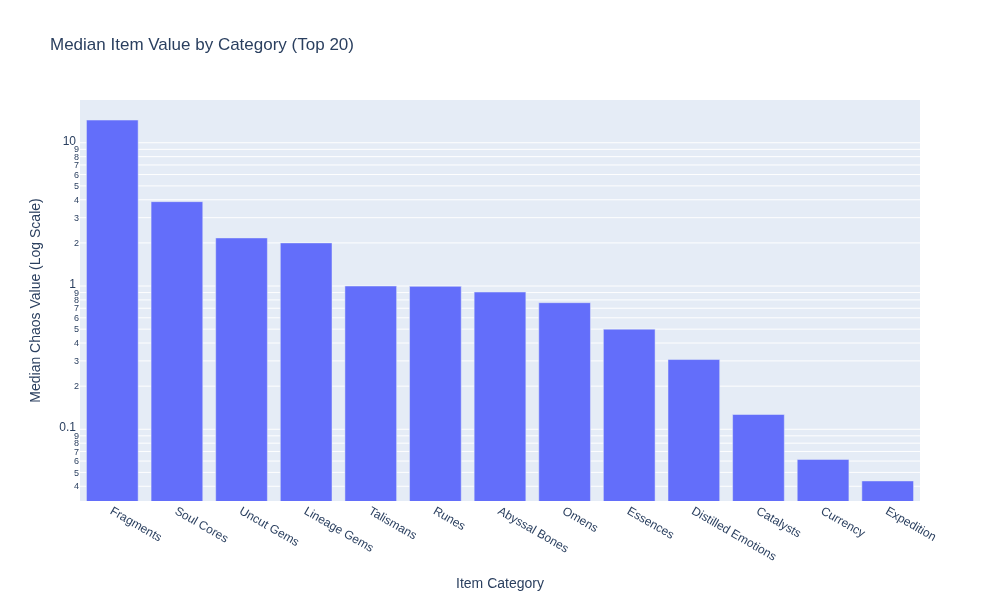 Median Item Value by Category (Top 20)
Median Chaos Value (Log Scale)
10
9
8
7
6
5
4
3
2
1
9
8
7
6
5
4
3
2
0.1
9
8
7
6
5
4
Fragments
Soul Cores
Uncut Gems
Lineage Gems
Talismans
Runes
Abyssal Bones
Omens
Essences
Distilled Emotions
Catalysts
Currency
Expedition
Item Category